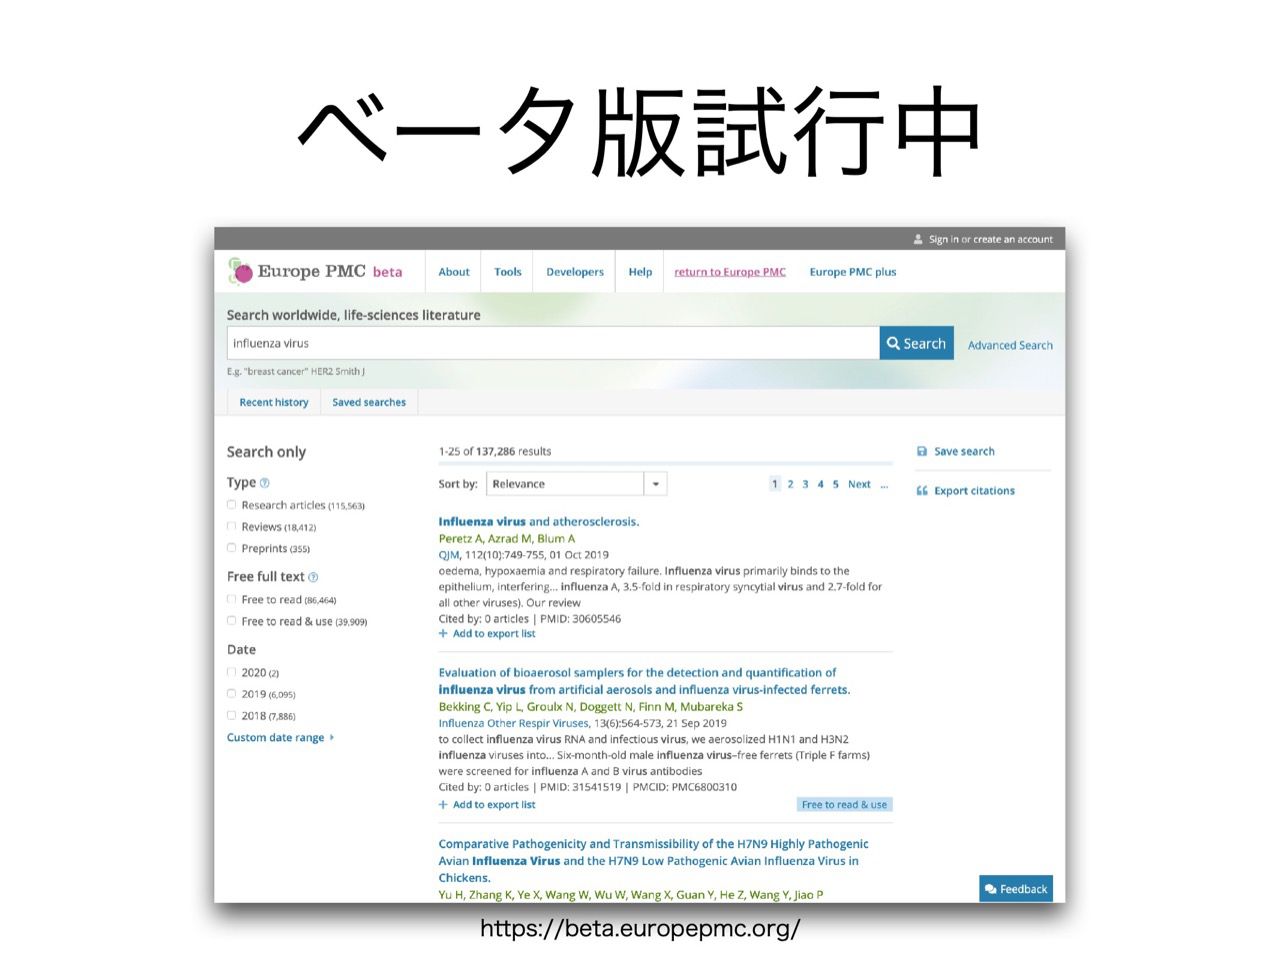 ベータ版試行中
Sign in or create an account
Europe PMC beta
About Tools Developers Help return to Europe PMC Europe PMC plus
Search worldwide, life-sciences literature
influenza virus
Search
Advanced Search
E.g. "breast cancer" HER2 Smith J
Recent history Saved searches
Search only
Type
Research articles (115,563)
Reviews (18,412)
Preprints (355)
Free full text
Free to read (86,464)
Free to read & use (39,909)
Date
2020 (2)
2019 (6,095)
2018 (7,886)
Custom date range
1-25 of 137,286 results
Sort by: Relevance
1 2 3 4 5 Next ...
Influenza virus and atherosclerosis.
Peretz A, Azrad M, Blum A
QJM, 112(10):749-755, 01 Oct 2019
oedema, hypoxaemia and respiratory failure. Influenza virus primarily binds to the
epithelium, interfering... influenza A, 3.5-fold in respiratory syncytial virus and 2.7-fold for
all other viruses). Our review
Cited by: 0 articles | PMID: 30605546
+ Add to export list
Evaluation of bioaerosol samplers for the detection and quantification of
influenza virus from artificial aerosols and influenza virus-infected ferrets.
Bekking C, Yip L, Groulx N, Doggett N, Finn M, Mubareka S
Influenza Other Respir Viruses, 13(6):564-573, 21 Sep 2019
to collect influenza virus RNA and infectious virus, we aerosolized H1N1 and H3N2
influenza viruses into... Six-month-old male influenza virus–free ferrets (Triple F farms)
were screened for influenza A and B virus antibodies
Cited by: 0 articles | PMID: 31541519 | PMCID: PMC6800310
+ Add to export list
Free to read & use
Comparative Pathogenicity and Transmissibility of the H7N9 Highly Pathogenic
Avian Influenza Virus and the H7N9 Low Pathogenic Avian Influenza Virus in
Chickens.
Yu H, Zhang K, Ye X, Wang W, Wu W, Wang X, Guan Y, He Z, Wang Y, Jiao P
Save search
Export citations
Feedback
https://beta.europepmc.org/